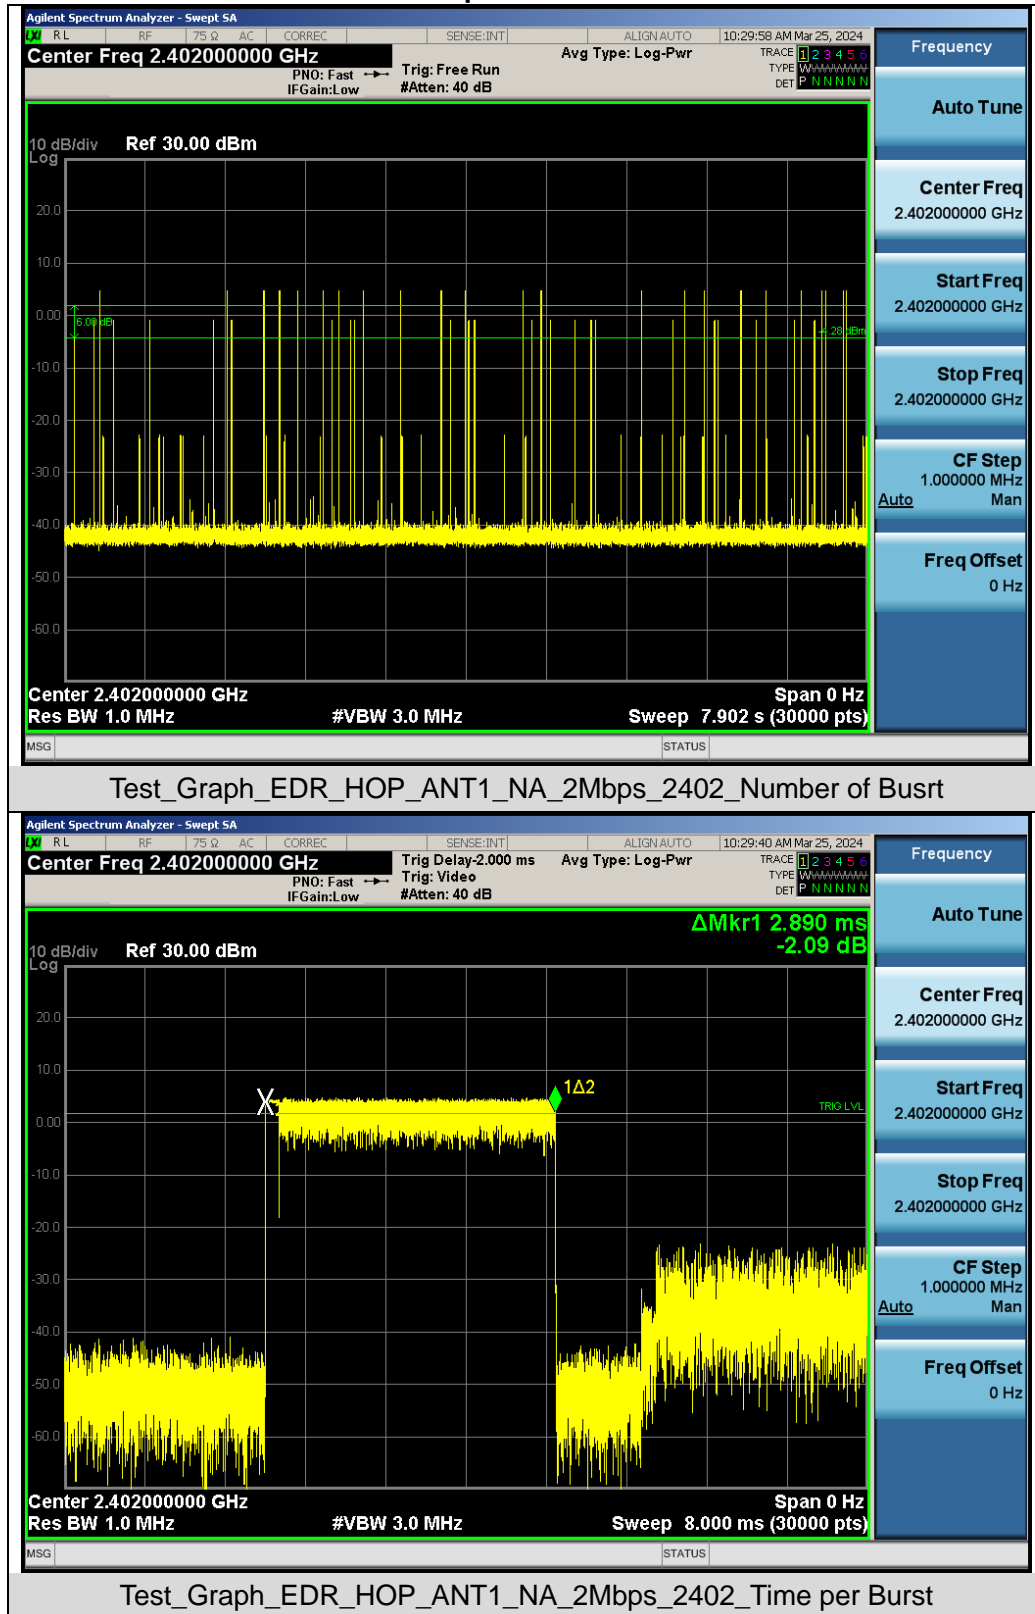 Agilent Spectrum Analyzer - Swept SA
LXI RL RF 75 Ω AC CORREC SENSE:INT ALIGN AUTO 10:29:58 AM Mar 25, 2024
Center Freq 2.402000000 GHz Avg Type: Log-Pwr TRACE 1 2 3 4 5 6
PNO: Fast Trig: Free Run TYPE
IFGain:Low #Atten: 40 dB DET P N N N N N
Frequency
Auto Tune
10 dB/div Ref 30.00 dBm
Log
20.0
10.0
0.00
6.00 dB
-10.0
-20.0
-30.0
-40.0
-50.0
-60.0
Center Freq
2.402000000 GHz
Start Freq
2.402000000 GHz
Stop Freq
2.402000000 GHz
CF Step
1.000000 MHz
Auto Man
Freq Offset
0 Hz
Center 2.402000000 GHz Span 0 Hz
Res BW 1.0 MHz #VBW 3.0 MHz Sweep 7.902 s (30000 pts)
MSG STATUS
Test_Graph_EDR_HOP_ANT1_NA_2Mbps_2402_Number of Busrt
Agilent Spectrum Analyzer - Swept SA
LXI RL RF 75 Ω AC CORREC SENSE:INT ALIGN AUTO 10:29:40 AM Mar 25, 2024
Center Freq 2.402000000 GHz Trig Delay-2.000 ms Avg Type: Log-Pwr TRACE 1 2 3 4 5 6
PNO: Fast Trig: Video TYPE
IFGain:Low #Atten: 40 dB DET P N N N N N
Frequency
Auto Tune
ΔMkr1 2.890 ms
-2.09 dB
10 dB/div Ref 30.00 dBm
Log
20.0
10.0
0.00
-10.0
-20.0
-30.0
-40.0
-50.0
-60.0
X
1Δ2
TRIG LVL
Center Freq
2.402000000 GHz
Start Freq
2.402000000 GHz
Stop Freq
2.402000000 GHz
CF Step
1.000000 MHz
Auto Man
Freq Offset
0 Hz
Center 2.402000000 GHz Span 0 Hz
Res BW 1.0 MHz #VBW 3.0 MHz Sweep 8.000 ms (30000 pts)
MSG STATUS
Test_Graph_EDR_HOP_ANT1_NA_2Mbps_2402_Time per Burst